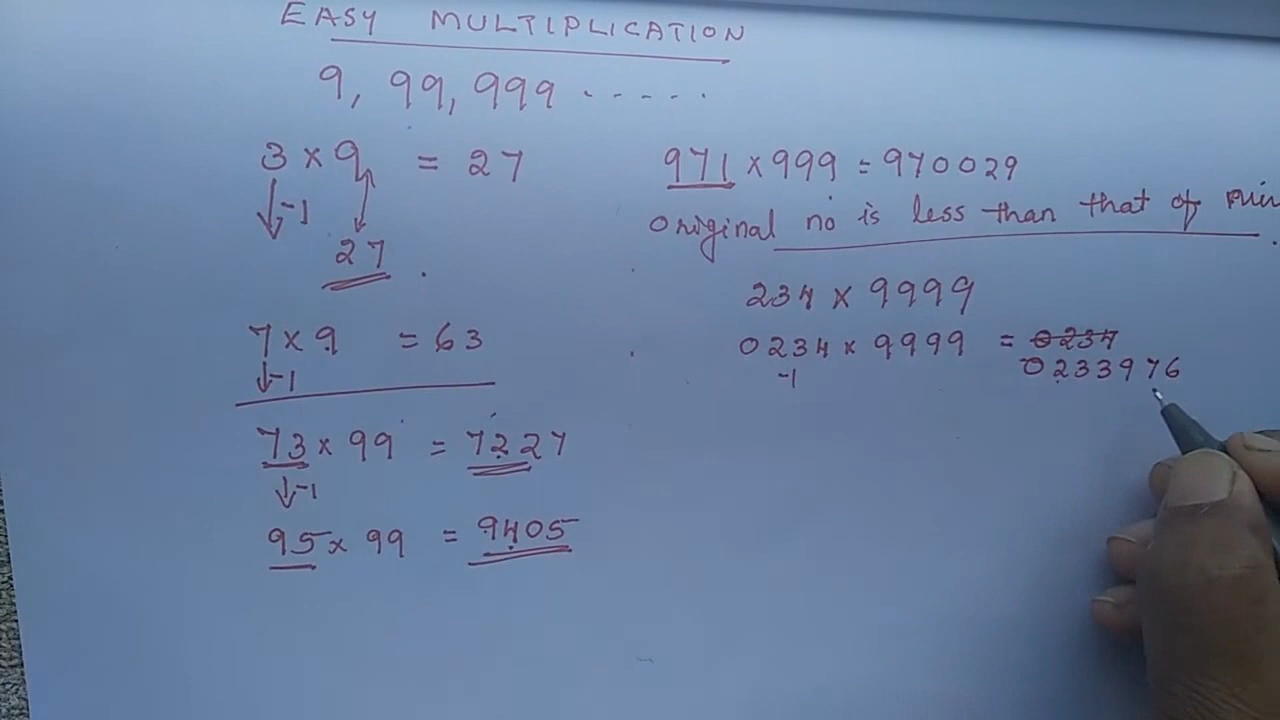 EASY MULTIPLICATION
9, 99, 999 .....
3 × 9 = 27
-1
27.
7 × 9 = 63
-1
73 × 99 = 7227
-1
95 × 99 = 9405
971 × 999 = 970029
original no is less than that of
234 × 9999
0234 × 9999 = 0234
-1
0233976